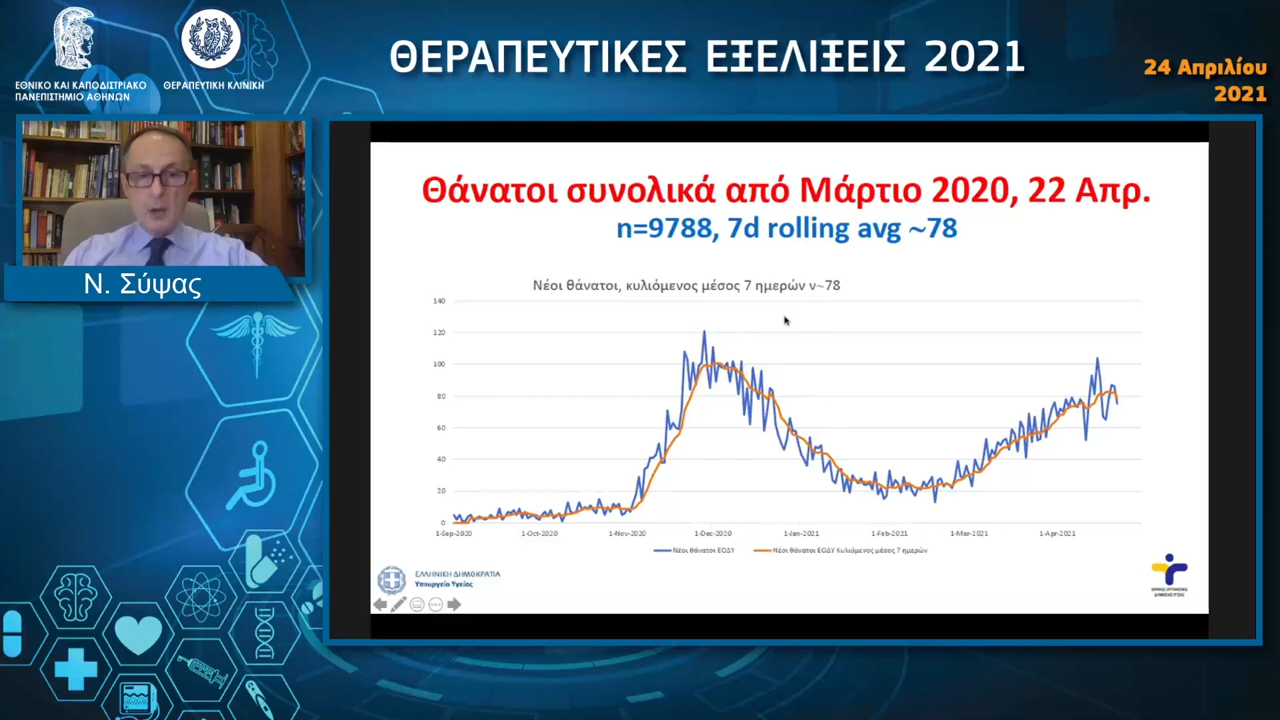 ΕΘΝΙΚΟ ΚΑΙ ΚΑΠΟΔΙΣΤΡΙΑΚΟ
ΠΑΝΕΠΙΣΤΗΜΙΟ ΑΘΗΝΩΝ
ΘΕΡΑΠΕΥΤΙΚΗ ΚΛΙΝΙΚΗ
ΘΕΡΑΠΕΥΤΙΚΕΣ ΕΞΕΛΙΞΕΙΣ 2021
24 Απριλίου
2021
Ν. Σύψας
Θάνατοι συνολικά από Μάρτιο 2020, 22 Απρ.
n=9788, 7d rolling avg ~78
Νέοι θάνατοι, κυλιόμενος μέσος 7 ημερών ν~78
140
120
100
80
60
40
20
0
1-Sep-2020 1-Oct-2020 1-Nov-2020 1-Dec-2020 1-Jan-2021 1-Feb-2021 1-Mar-2021 1-Apr-2021
Νέοι θάνατοι ΕΟΔΥ Νέοι θάνατοι ΕΟΔΥ Κυλιόμενος μέσος 7 ημερών
ΕΛΛΗΝΙΚΗ ΔΗΜΟΚΡΑΤΙΑ
Υπουργείο Υγείας
ΕΘΝΙΚΟΣ ΟΡΓΑΝΙΣΜΟΣ
ΔΗΜΟΣΙΑΣ ΥΓΕΙΑΣ